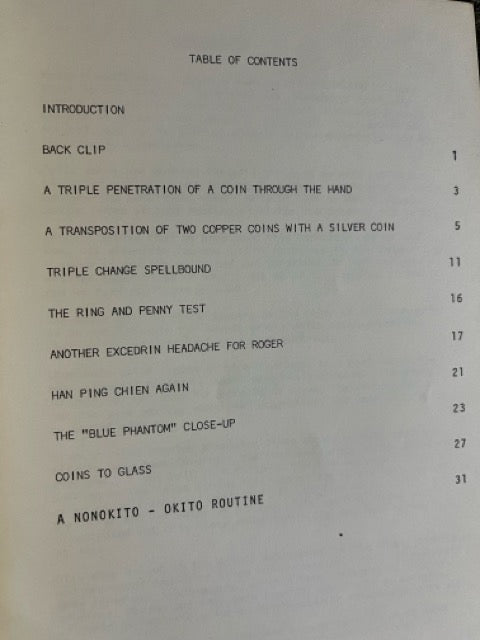 TABLE OF CONTENTS
INTRODUCTION
BACK CLIP 1
A TRIPLE PENETRATION OF A COIN THROUGH THE HAND 3
A TRANSPOSITION OF TWO COPPER COINS WITH A SILVER COIN 5
TRIPLE CHANGE SPELLBOUND 11
THE RING AND PENNY TEST 16
ANOTHER EXCEDRIN HEADACHE FOR ROGER 17
HAN PING CHIEN AGAIN 21
THE "BLUE PHANTOM" CLOSE-UP 23
COINS TO GLASS 27
A NONOKITO - OKITO ROUTINE 31